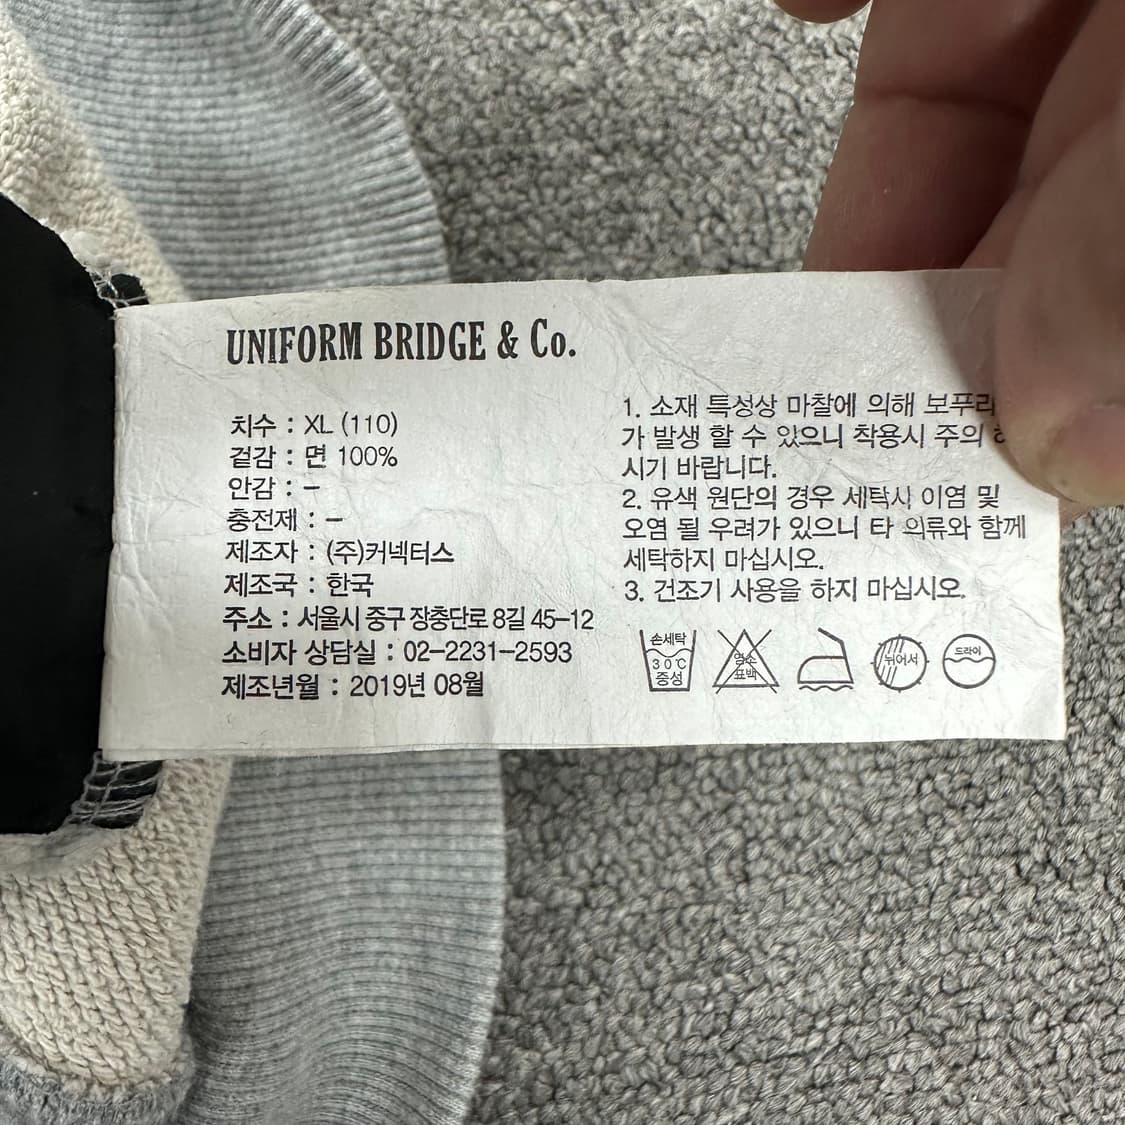 UNIFORM BRIDGE & Co.
치수 : XL (110)
겉감 : 면 100%
안감 : –
충전제 : –
제조자 : (주)커넥터스
제조국 : 한국
주소 : 서울시 중구 장충단로 8길 45-12
소비자 상담실 : 02-2231-2593
제조년월 : 2019년 08월
1. 소재 특성상 마찰에 의해
가 발생 할 수 있으니 착용시 주의
시기 바랍니다.
2. 유색 원단의 경우 세탁시 이염 및
오염 될 우려가 있으니 타 의류와 함께
세탁하지 마십시오.
3. 건조기 사용을 하지 마십시오.
손세탁
30℃
중성
염소
표백
뉘어서
드라이